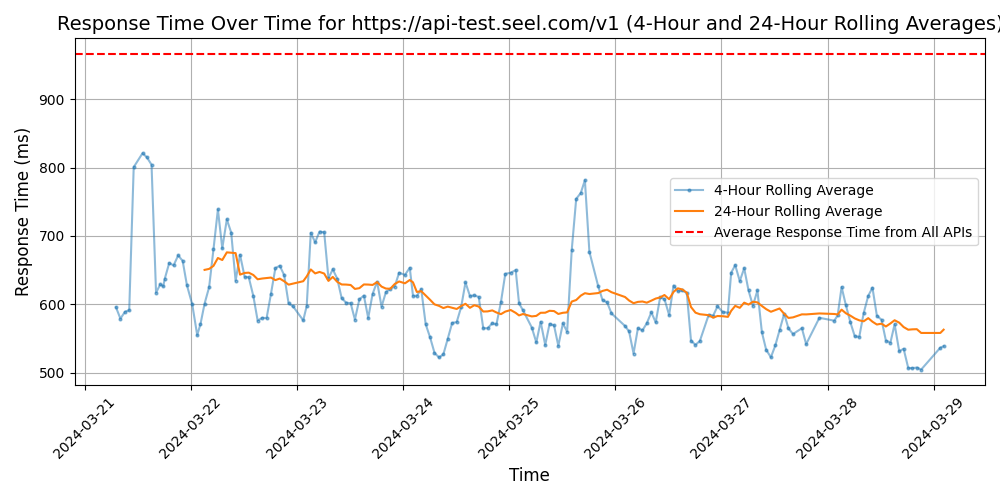 Response Time Over Time for https://api-test.seel.com/v1 (4-Hour and 24-Hour Rolling Averages)
Response Time (ms)
900
800
700
600
500
4-Hour Rolling Average
24-Hour Rolling Average
Average Response Time from All APIs
2024-03-21
2024-03-22
2024-03-23
2024-03-24
2024-03-25
2024-03-26
2024-03-27
2024-03-28
2024-03-29
Time